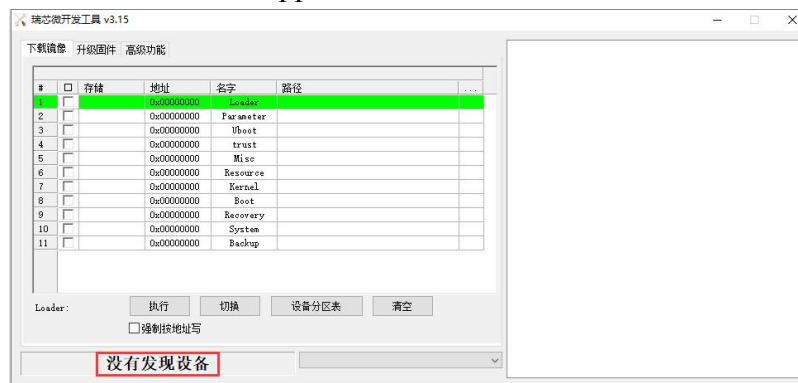 瑞芯微开发工具 v3.15
下载镜像 升级固件 高级功能
# 存储 地址 名字 路径 ...
1 0x00000000 Loader
2 0x00000000 Parameter
3 0x00000000 Uboot
4 0x00000000 trust
5 0x00000000 Misc
6 0x00000000 Resource
7 0x00000000 Kernel
8 0x00000000 Boot
9 0x00000000 Recovery
10 0x00000000 System
11 0x00000000 Backup
Loader: 执行 切换 设备分区表 清空
强制按地址写
没有发现设备